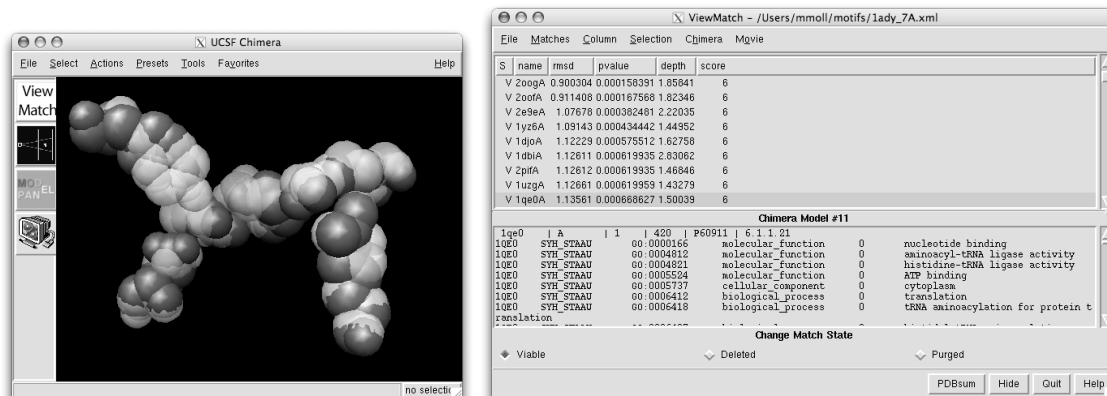 UCSF Chimera
File Select Actions Presets Tools Favorites Help
View
Match
MODEL
PANEL
no selectio
ViewMatch - /Users/mmoll/motifs/1ady_7A.xml
File Matches Column Selection Chimera Movie
S name rmsd pvalue depth score
V 2oogA 0.900304 0.000158391 1.85841 6
V 2oofA 0.911408 0.000167568 1.82346 6
V 2e9eA 1.07678 0.000382481 2.22035 6
V 1yz6A 1.09143 0.000434442 1.44952 6
V 1djoA 1.12229 0.000575512 1.62758 6
V 1dbiA 1.12611 0.000619935 2.83062 6
V 2pifA 1.12612 0.000619935 1.46846 6
V 1uzgA 1.12661 0.000619959 1.43279 6
V 1qe0A 1.13561 0.000668627 1.50039 6
Chimera Model #11
1qe0 | A | 1 | 420 | P60911 | 6.1.1.21
1QE0 SYH_STAAU GO:0000166 molecular_function 0 nucleotide binding
1QE0 SYH_STAAU GO:0004812 molecular_function 0 aminoacyl-tRNA ligase activity
1QE0 SYH_STAAU GO:0004821 molecular_function 0 histidine-tRNA ligase activity
1QE0 SYH_STAAU GO:0005524 molecular_function 0 ATP binding
1QE0 SYH_STAAU GO:0005737 cellular_component 0 cytoplasm
1QE0 SYH_STAAU GO:0006412 biological_process 0 translation
1QE0 SYH_STAAU GO:0006418 biological_process 0 tRNA aminoacylation for protein t
ranslation
Change Match State
Viable Deleted Purged
PDBsum Hide Quit Help